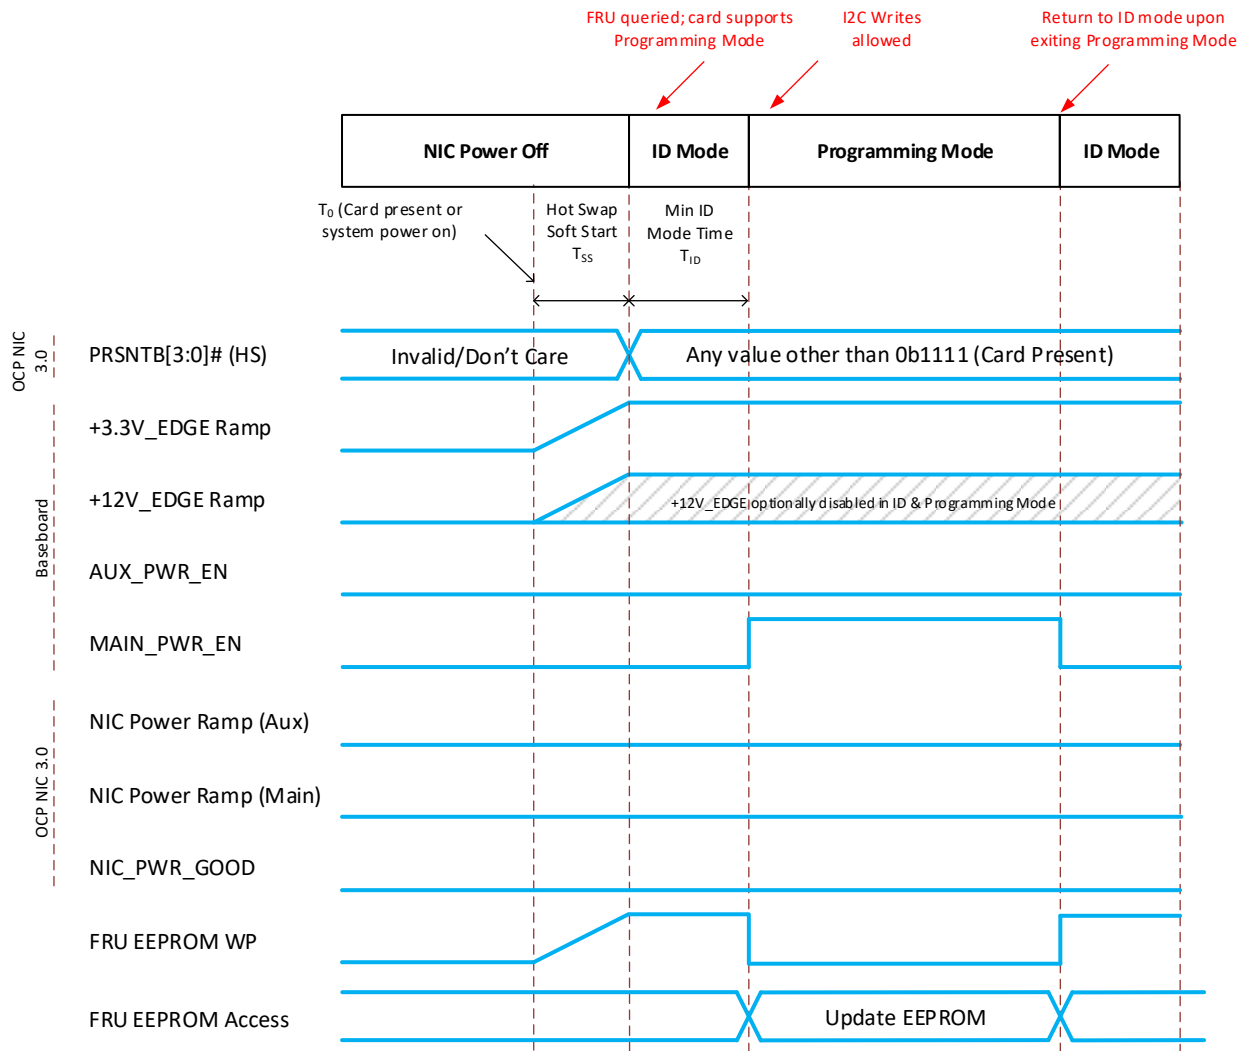 FRU queried; card supports
Programming Mode
I2C Writes
allowed
Return to ID mode upon
exiting Programming Mode
NIC Power Off
ID Mode
Programming Mode
ID Mode
T0 (Card present or
system power on)
Hot Swap
Soft Start
TSS
Min ID
Mode Time
TID
OCP NIC
3.0
PRSNTB[3:0]# (HS)
Invalid/Don't Care
Any value other than 0b1111 (Card Present)
Baseboard
+3.3V_EDGE Ramp
+12V_EDGE Ramp
+12V_EDGE optionally disabled in ID & Programming Mode
AUX_PWR_EN
MAIN_PWR_EN
OCP NIC 3.0
NIC Power Ramp (Aux)
NIC Power Ramp (Main)
NIC_PWR_GOOD
FRU EEPROM WP
FRU EEPROM Access
Update EEPROM